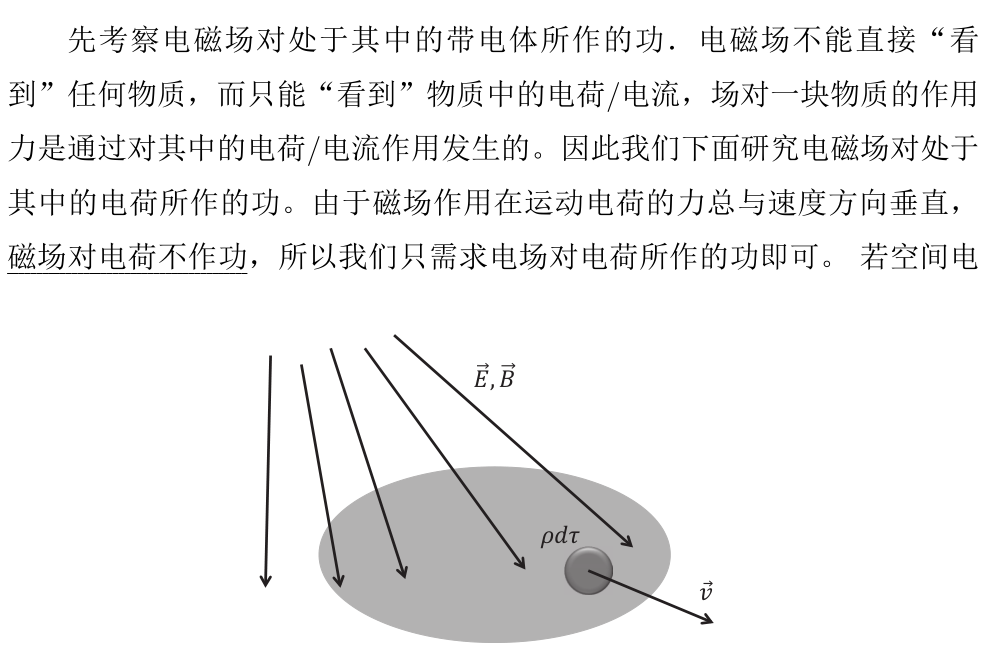 先考察电磁场对处于其中的带电体所作的功．电磁场不能直接“看
到”任何物质，而只能“看到”物质中的电荷/电流，场对一块物质的作用
力是通过对其中的电荷/电流作用发生的。因此我们下面研究电磁场对处于
其中的电荷所作的功。由于磁场作用在运动电荷的力总与速度方向垂直，
磁场对电荷不作功，所以我们只需求电场对电荷所作的功即可。 若空间电
E⃗, B⃗
ρdτ
v⃗